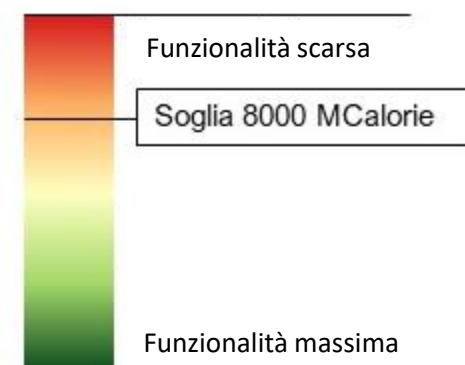 Funzionalità scarsa
Soglia 8000 MCalorie
Funzionalità massima